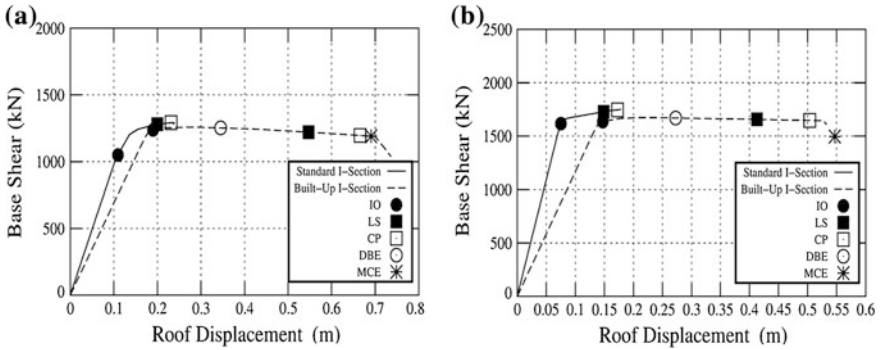 (a)
Base Shear (kN)
2000
1500
1000
500
0
0
0.1
0.2
0.3
0.4
0.5
0.6
0.7
0.8
Roof Displacement (m)
Standard I-Section
Built-Up I-Section
IO
LS
CP
DBE
MCE
(b)
Base Shear (kN)
2500
2000
1500
1000
500
0
0
0.05
0.1
0.15
0.2
0.25
0.3
0.35
0.4
0.45
0.5
0.55
0.6
Roof Displacement (m)
Standard I-Section
Built-Up I-Section
IO
LS
CP
DBE
MCE